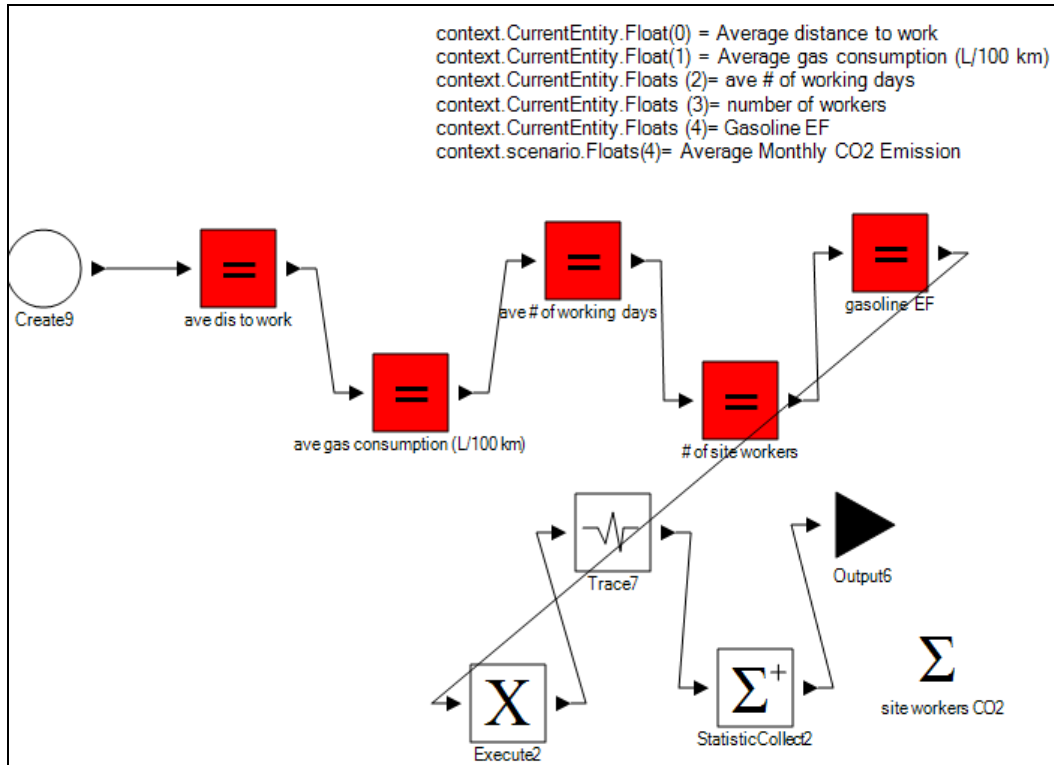 context.CurrentEntity.Float(0) = Average distance to work
context.CurrentEntity.Float(1) = Average gas consumption (L/100 km)
context.CurrentEntity.Floats (2)= ave # of working days
context.CurrentEntity.Floats (3)= number of workers
context.CurrentEntity.Floats (4)= Gasoline EF
context.scenario.Floats(4)= Average Monthly CO2 Emission
=
=
=
Create9
ave dis to work
ave # of working days
gasoline EF
=
=
ave gas consumption (L/100 km)
# of site workers
Trace7
Output6
X
Σ+
Σ
Execute2
StatisticCollect2
site workers CO2